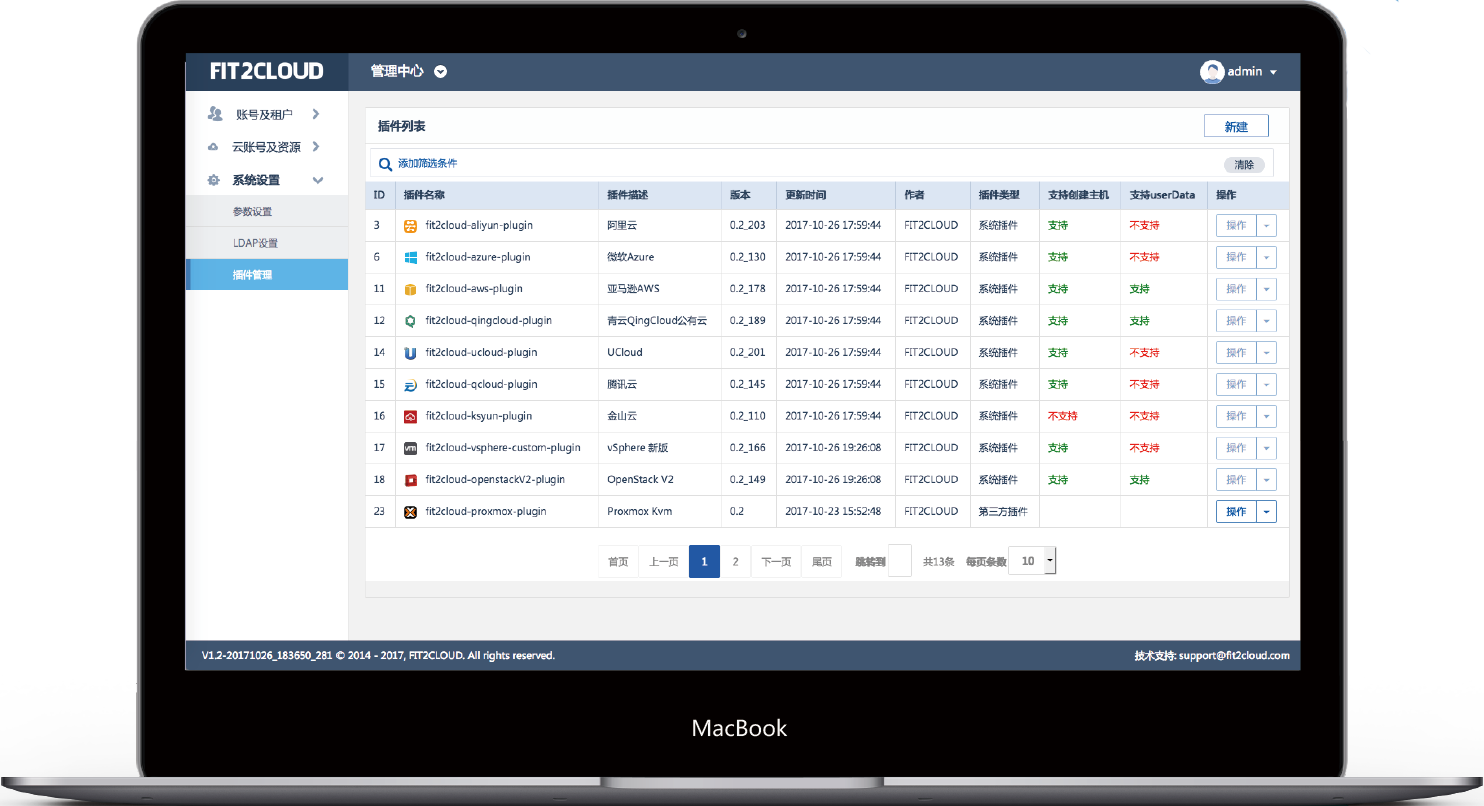 FIT2CLOUD 管理中心 admin
账号及租户
云账号及资源
系统设置
参数设置
LDAP设置
插件管理
插件列表 新建
添加筛选条件 清除
ID 插件名称 插件描述 版本 更新时间 作者 插件类型 支持创建主机 支持userData 操作
3 fit2cloud-aliyun-plugin 阿里云 0.2_203 2017-10-26 17:59:44 FIT2CLOUD 系统插件 支持 不支持 操作
6 fit2cloud-azure-plugin 微软Azure 0.2_130 2017-10-26 17:59:44 FIT2CLOUD 系统插件 支持 不支持 操作
11 fit2cloud-aws-plugin 亚马逊AWS 0.2_178 2017-10-26 17:59:44 FIT2CLOUD 系统插件 支持 支持 操作
12 fit2cloud-qingcloud-plugin 青云QingCloud公有云 0.2_189 2017-10-26 17:59:44 FIT2CLOUD 系统插件 支持 支持 操作
14 fit2cloud-ucloud-plugin UCloud 0.2_201 2017-10-26 17:59:44 FIT2CLOUD 系统插件 支持 不支持 操作
15 fit2cloud-qcloud-plugin 腾讯云 0.2_145 2017-10-26 17:59:44 FIT2CLOUD 系统插件 支持 不支持 操作
16 fit2cloud-ksyun-plugin 金山云 0.2_110 2017-10-26 17:59:44 FIT2CLOUD 系统插件 不支持 不支持 操作
17 vm fit2cloud-vsphere-custom-plugin vSphere 新版 0.2_166 2017-10-26 19:26:08 FIT2CLOUD 系统插件 支持 不支持 操作
18 fit2cloud-openstackV2-plugin OpenStack V2 0.2_149 2017-10-26 19:26:08 FIT2CLOUD 系统插件 支持 支持 操作
23 fit2cloud-proxmox-plugin Proxmox Kvm 0.2 2017-10-23 15:52:48 FIT2CLOUD 第三方插件 操作
首页 上一页 1 2 下一页 尾页 跳转到 共13条 每页条数 10
V1.2-20171026_183650_281 © 2014 - 2017, FIT2CLOUD. All rights reserved. 技术支持: support@fit2cloud.com
MacBook